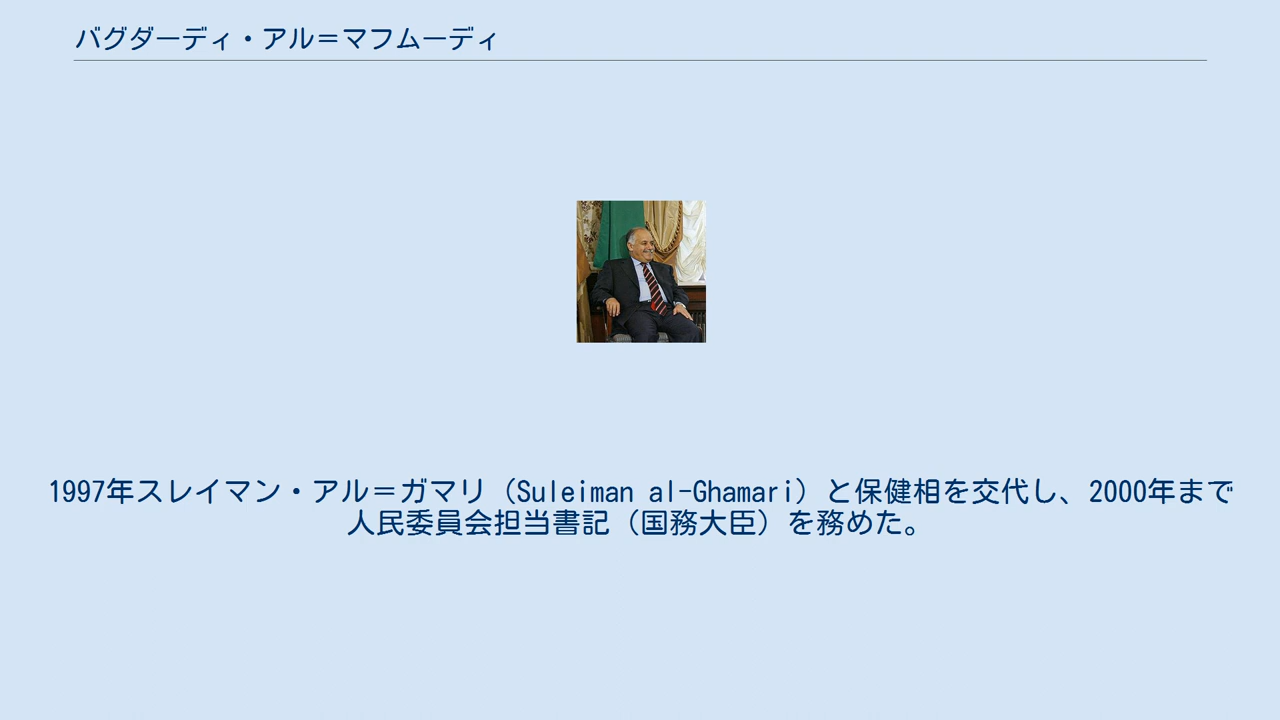 バグダーディ・アル＝マフムーディ
1997年スレイマン・アル＝ガマリ（Suleiman al-Ghamari）と保健相を交代し、2000年まで
人民委員会担当書記（国務大臣）を務めた。